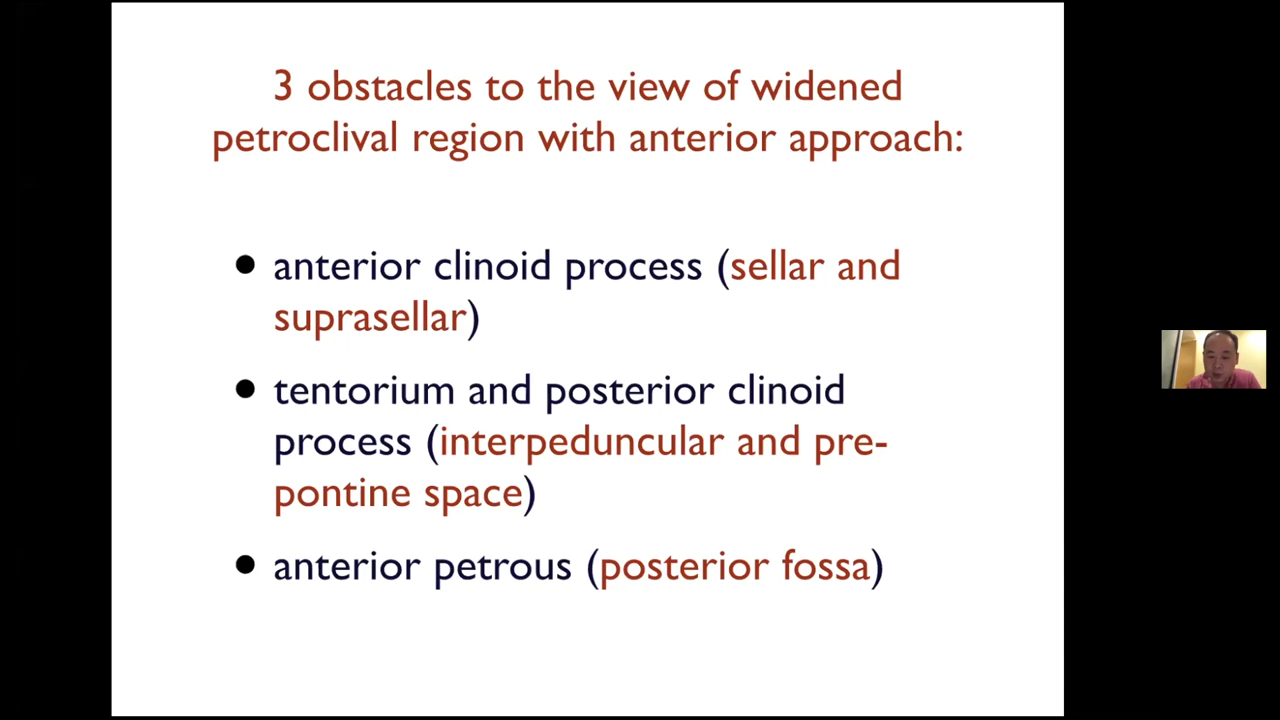 3 obstacles to the view of widened
petroclival region with anterior approach:
• anterior clinoid process (sellar and
suprasellar)
• tentorium and posterior clinoid
process (interpeduncular and pre-
pontine space)
• anterior petrous (posterior fossa)